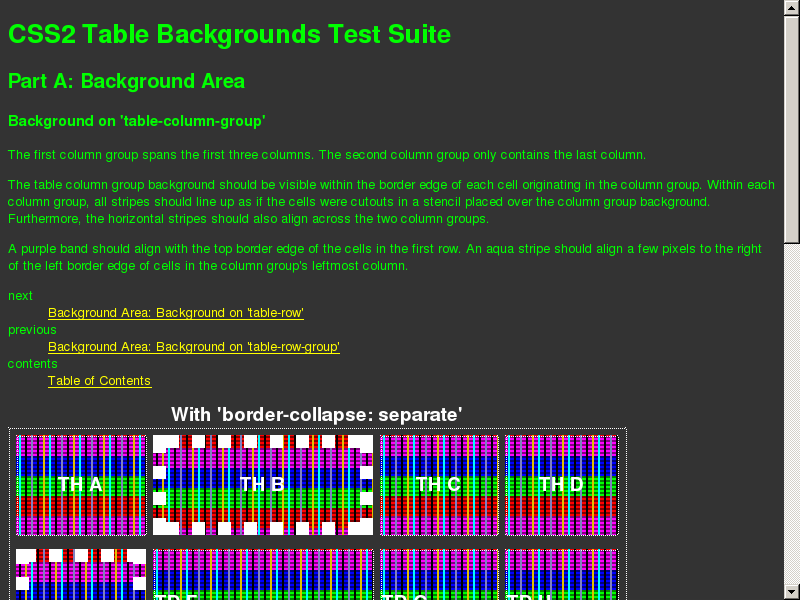 CSS2 Table Backgrounds Test Suite
Part A: Background Area
Background on 'table-column-group'
The first column group spans the first three columns. The second column group only contains the last column.
The table column group background should be visible within the border edge of each cell originating in the column group. Within each
column group, all stripes should line up as if the cells were cutouts in a stencil placed over the column group background.
Furthermore, the horizontal stripes should also align across the two column groups.
A purple band should align with the top border edge of the cells in the first row. An aqua stripe should align a few pixels to the right
of the left border edge of cells in the column group's leftmost column.
next
Background Area: Background on 'table-row'
previous
Background Area: Background on 'table-row-group'
contents
Table of Contents
With 'border-collapse: separate'
TH A TH B TH C TH D